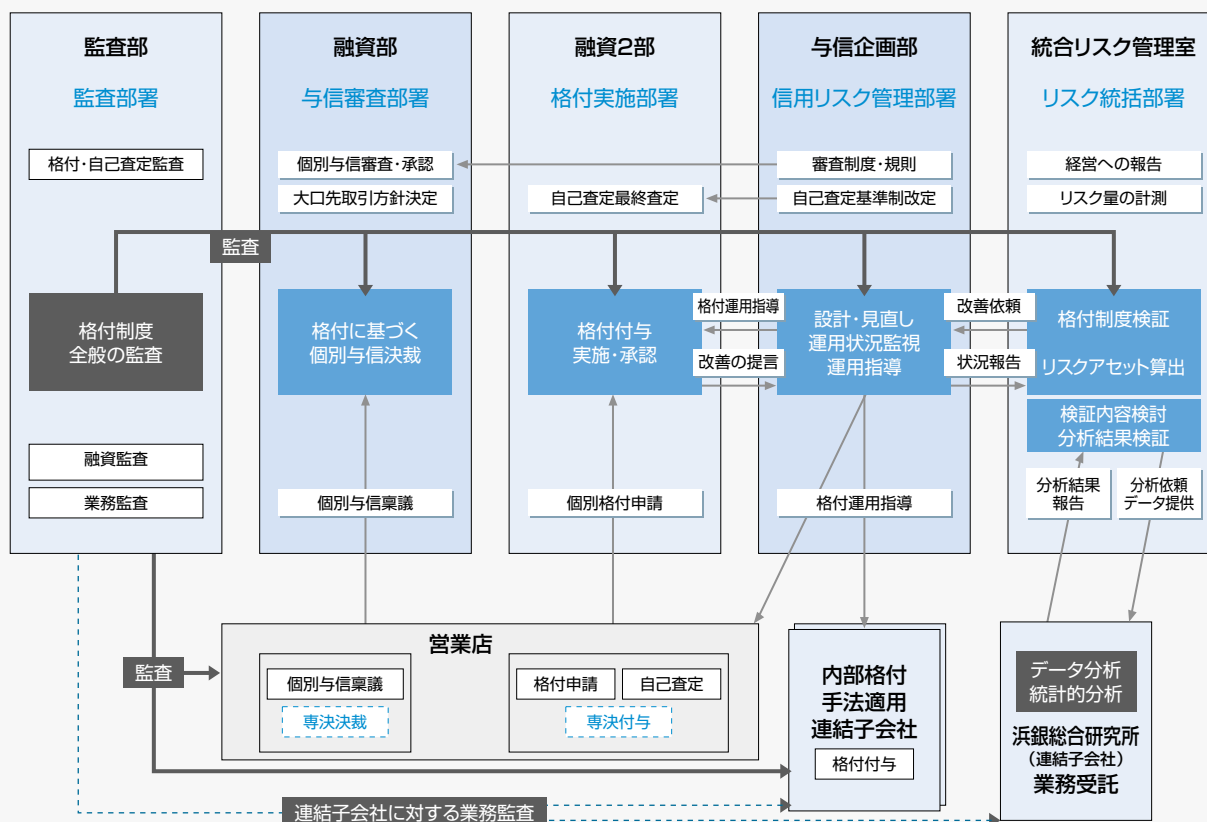 監査部
監査部署
格付・自己査定監査
格付制度
全般の監査
融資監査
業務監査
融資部
与信審査部署
個別与信審査・承認
大口先取引方針決定
監査
格付に基づく
個別与信決裁
個別与信稟議
融資2部
格付実施部署
自己査定最終査定
格付付与
実施・承認
個別格付申請
格付運用指導
改善の提言
与信企画部
信用リスク管理部署
審査制度・規則
自己査定基準制改定
設計・見直し
運用状況監視
運用指導
格付運用指導
改善依頼
状況報告
統合リスク管理室
リスク統括部署
経営への報告
リスク量の計測
格付制度検証
リスクアセット算出
検証内容検討
分析結果検証
分析結果
報告
分析依頼
データ提供
監査
営業店
個別与信稟議
専決決裁
格付申請
自己査定
専決付与
内部格付
手法適用
連結子会社
格付付与
データ分析
統計的分析
浜銀総合研究所
（連結子会社）
業務受託
連結子会社に対する業務監査